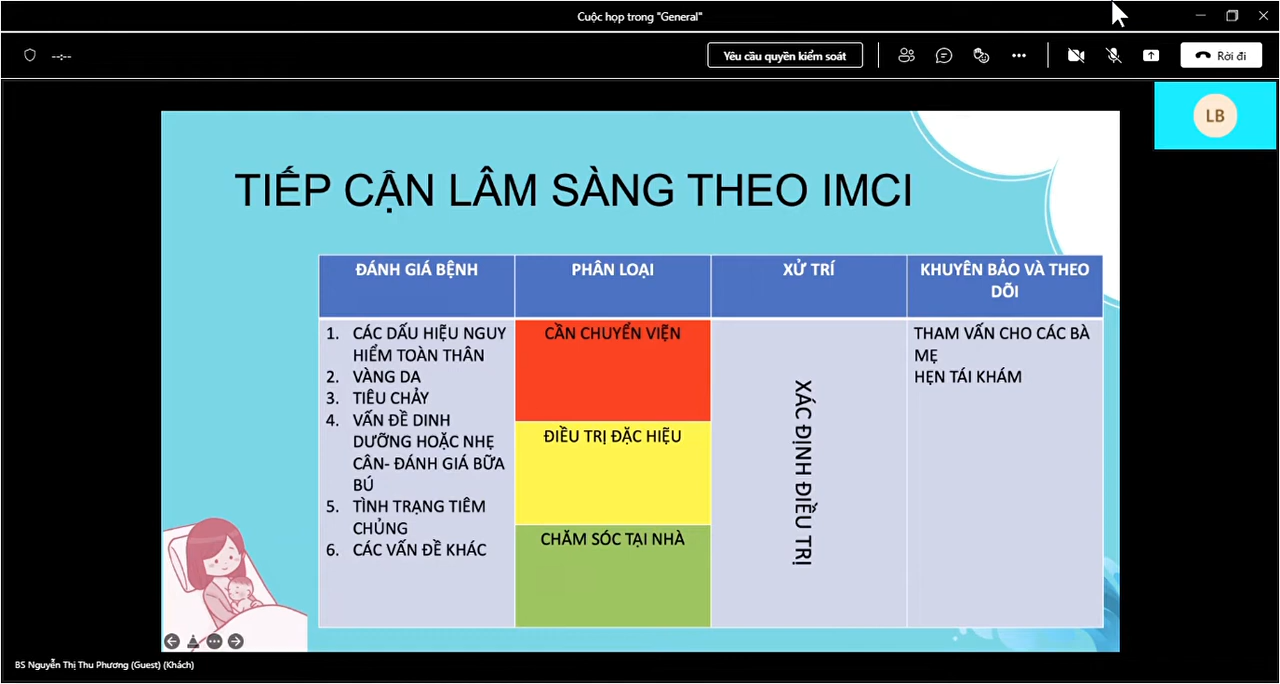 Cuộc họp trong "General"
--:--
Yêu cầu quyền kiểm soát
Rời đi
LB
TIẾP CẬN LÂM SÀNG THEO IMCI
ĐÁNH GIÁ BỆNH
PHÂN LOẠI
XỬ TRÍ
KHUYÊN BẢO VÀ THEO
DÕI
1. CÁC DẤU HIỆU NGUY
HIỂM TOÀN THÂN
2. VÀNG DA
3. TIÊU CHẢY
4. VẤN ĐỀ DINH
DƯỠNG HOẶC NHẸ
CÂN- ĐÁNH GIÁ BỮA
BÚ
5. TÌNH TRẠNG TIÊM
CHỦNG
6. CÁC VẤN ĐỀ KHÁC
CẦN CHUYỂN VIỆN
ĐIỀU TRỊ ĐẶC HIỆU
CHĂM SÓC TẠI NHÀ
XÁC ĐỊNH ĐIỀU TRỊ
THAM VẤN CHO CÁC BÀ
MẸ
HẸN TÁI KHÁM
BS Nguyễn Thị Thu Phương (Guest) (Khách)